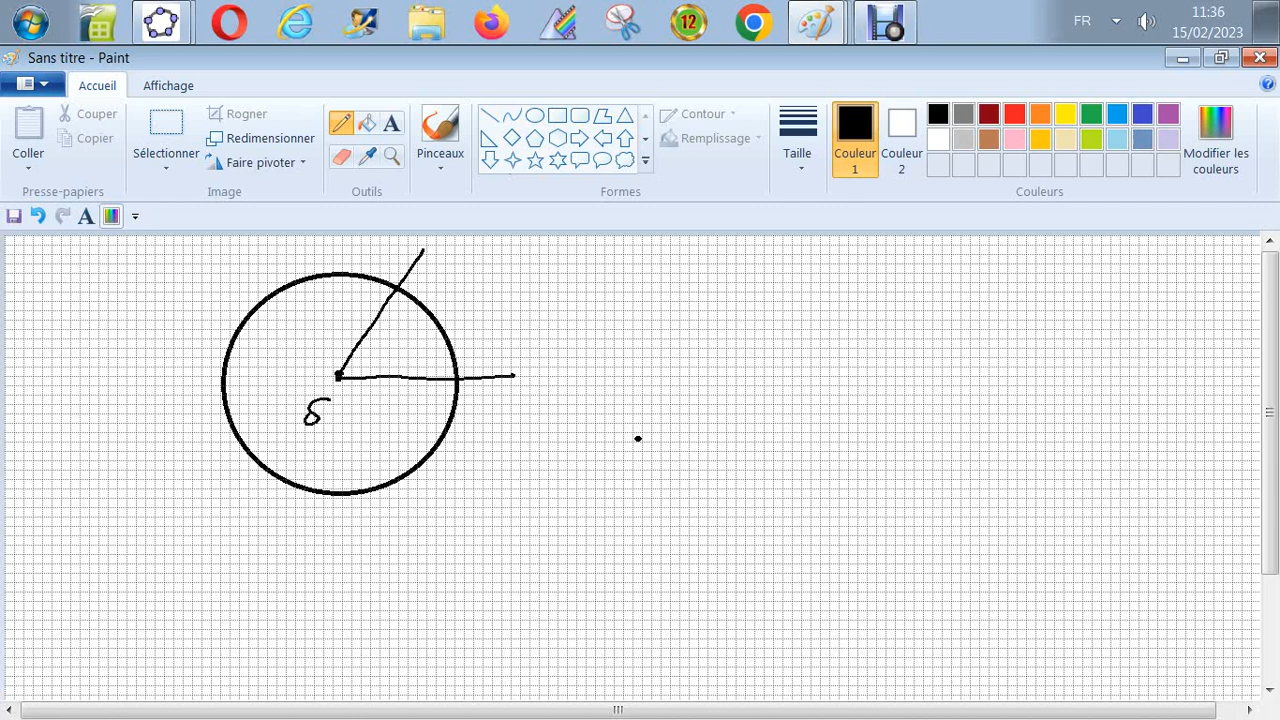 12
FR
11:36
15/02/2023
Sans titre - Paint
Accueil
Affichage
Coller
Couper
Copier
Presse-papiers
Sélectionner
Rogner
Redimensionner
Faire pivoter
Image
A
Outils
Pinceaux
Contour
Remplissage
Formes
Taille
Couleur
1
Couleur
2
Modifier les
couleurs
Couleurs
A